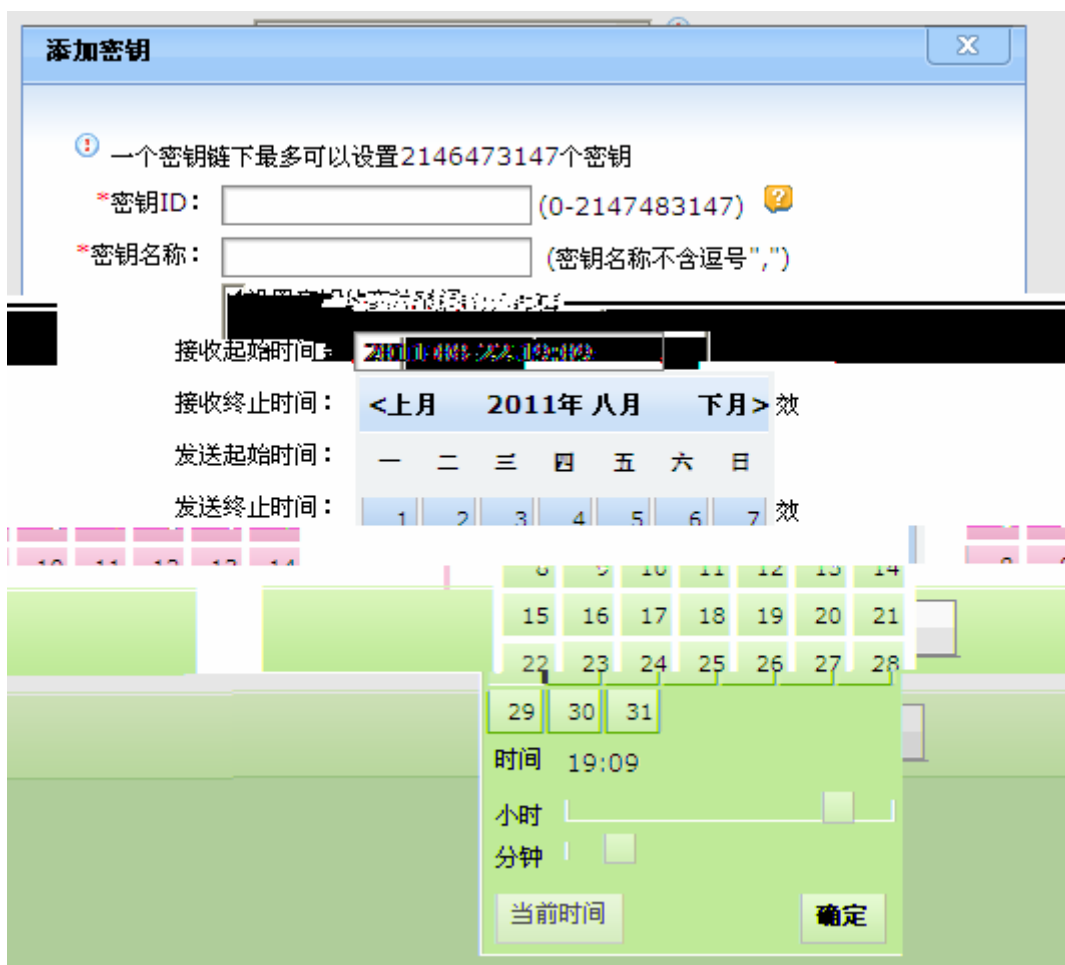 添加密钥
一个密钥链下最多可以设置2146473147个密钥
*密钥ID： (0-2147483147)
*密钥名称： (密钥名称不含逗号",")
接收起始时间：
接收终止时间： 效
<上月 2011年 八月 下月>
发送起始时间：
一 二 三 四 五 六 日
发送终止时间： 效
1 2 3 4 5 6 7
10 11 12 13 14
8 9 10 11 12 13 14
15 16 17 18 19 20 21
22 23 24 25 26 27 28
29 30 31
时间 19:09
小时
分钟
当前时间 确定